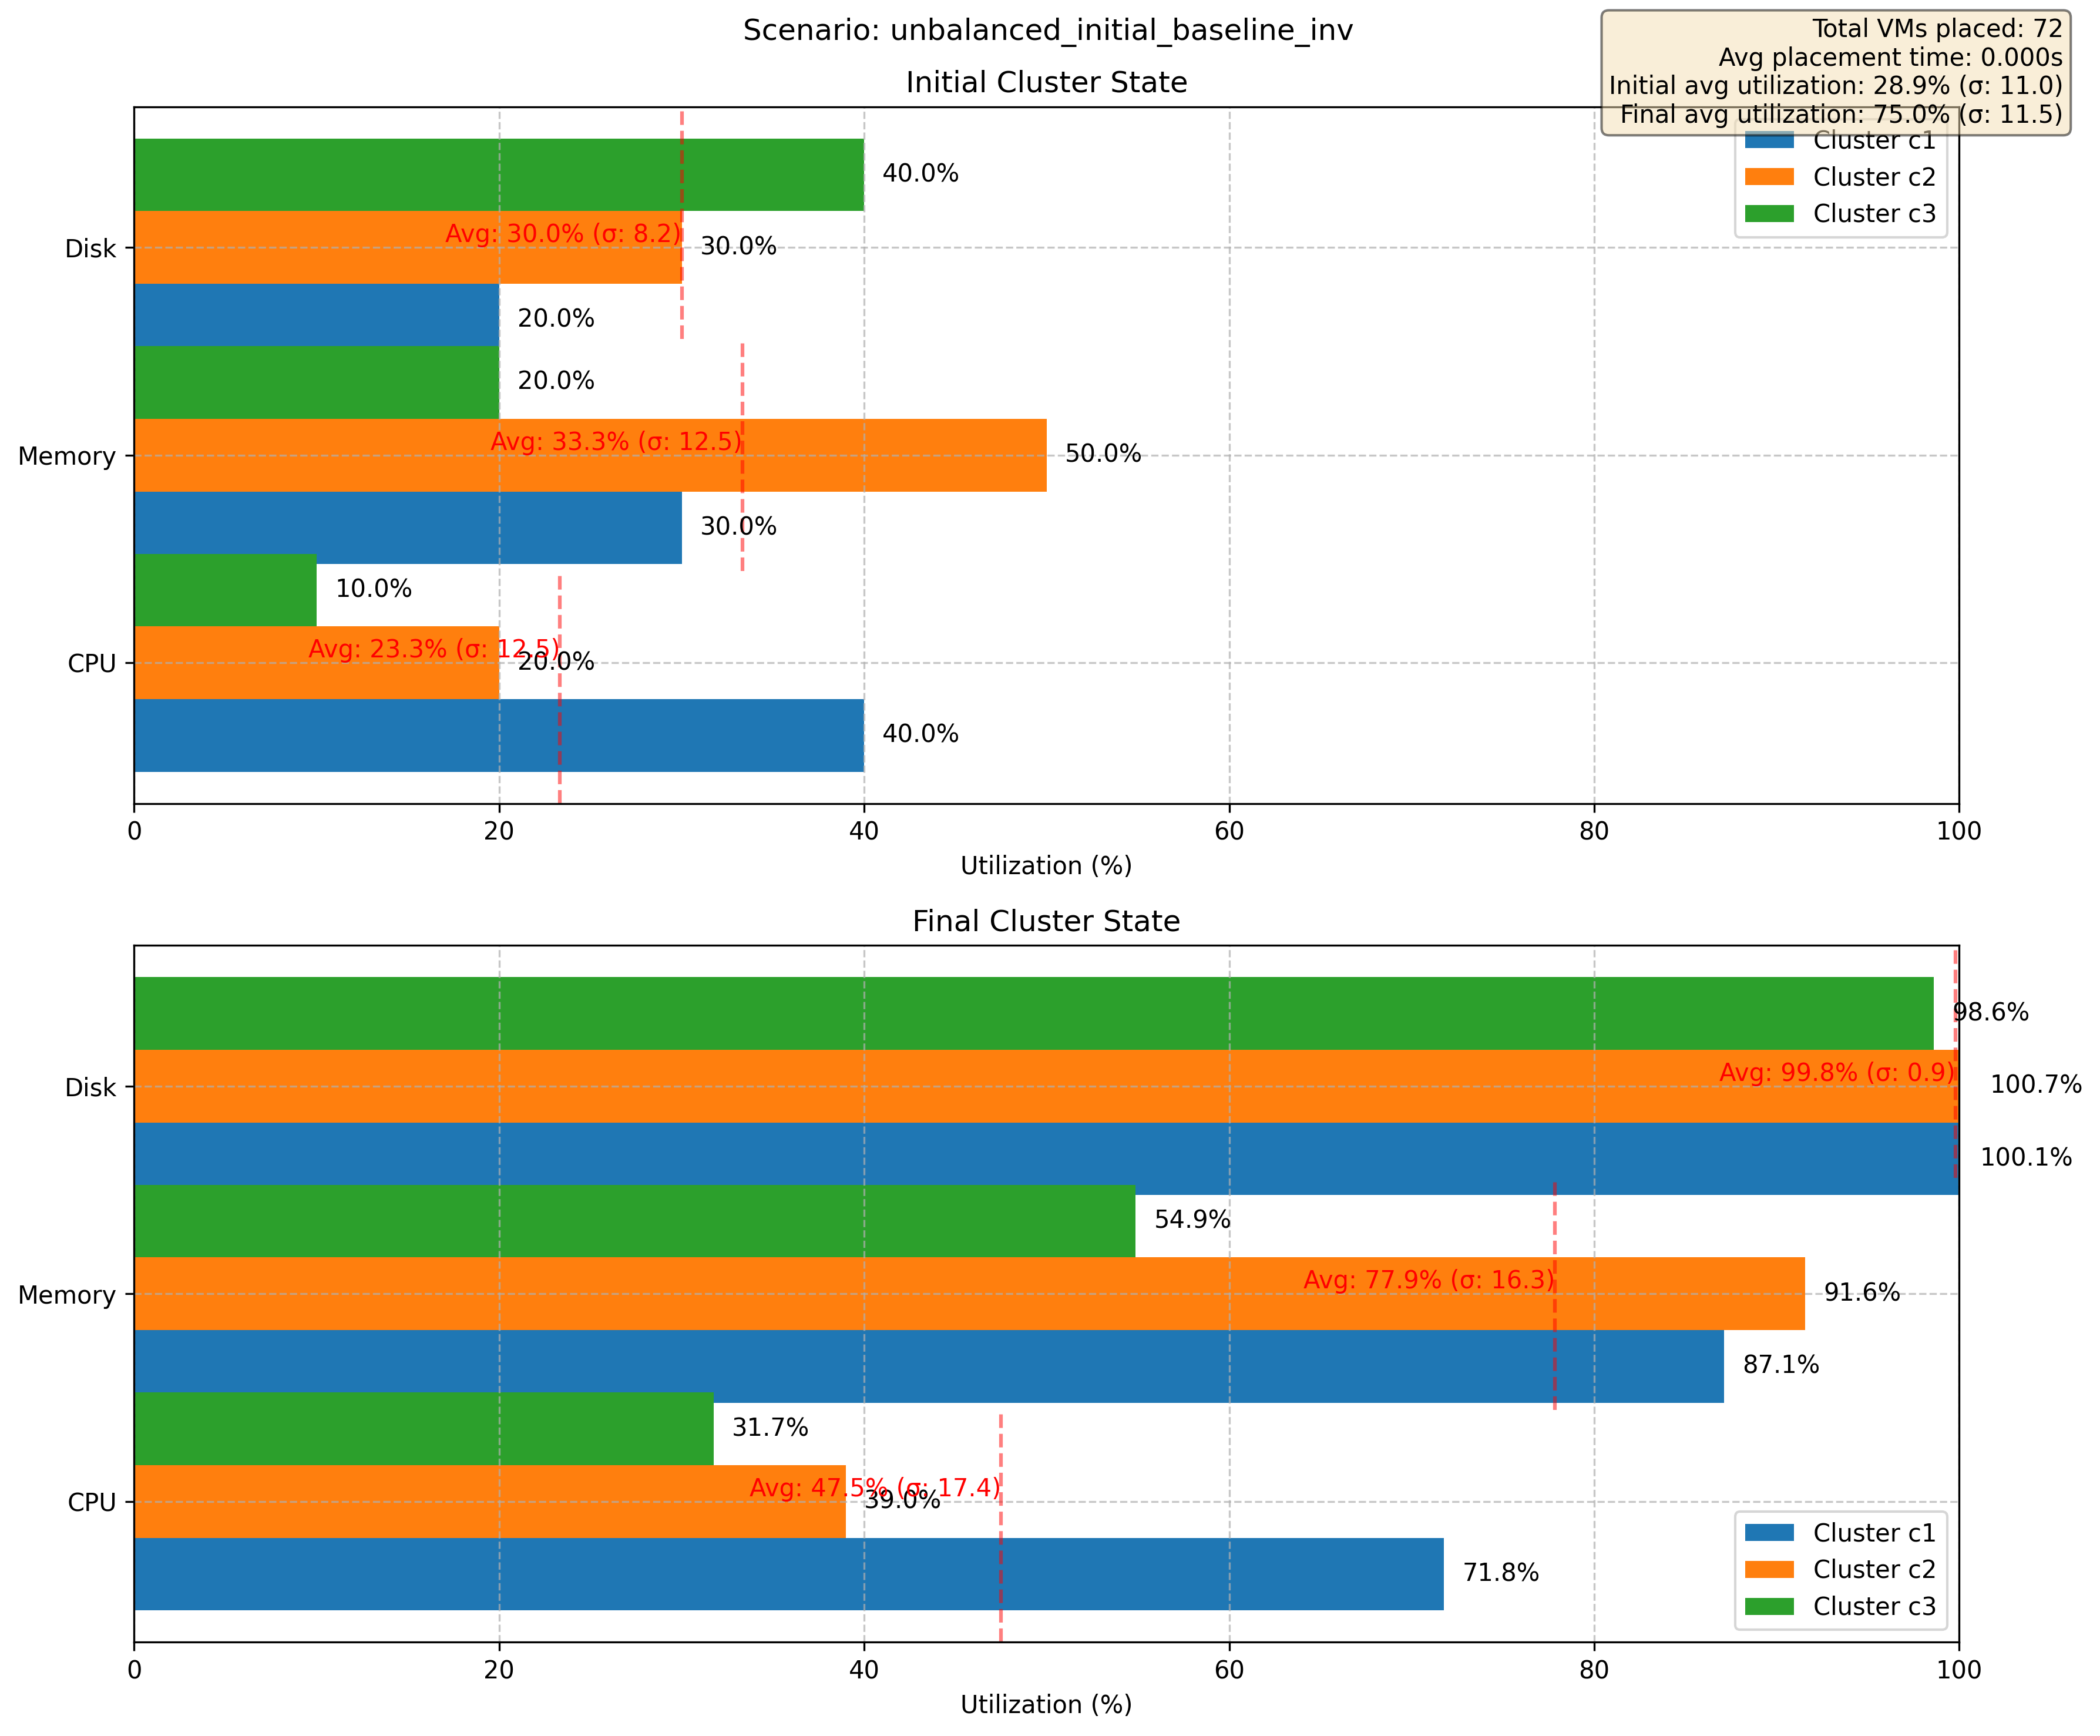 Scenario: unbalanced_initial_baseline_inv
Total VMs placed: 72
Avg placement time: 0.000s
Initial avg utilization: 28.9% (σ: 11.0)
Final avg utilization: 75.0% (σ: 11.5)
Initial Cluster State
Cluster c1
Cluster c2
Cluster c3
40.0%
Disk
Avg: 30.0% (σ: 8.2)
30.0%
20.0%
20.0%
Memory
Avg: 33.3% (σ: 12.5)
50.0%
30.0%
10.0%
CPU
Avg: 23.3% (σ: 12.5)
20.0%
40.0%
0 20 40 60 80 100
Utilization (%)
Final Cluster State
98.6%
Disk
Avg: 99.8% (σ: 0.9)
100.7%
100.1%
54.9%
Memory
Avg: 77.9% (σ: 16.3)
91.6%
87.1%
31.7%
CPU
Avg: 47.5% (σ: 17.4)
39.0%
71.8%
Cluster c1
Cluster c2
Cluster c3
0 20 40 60 80 100
Utilization (%)